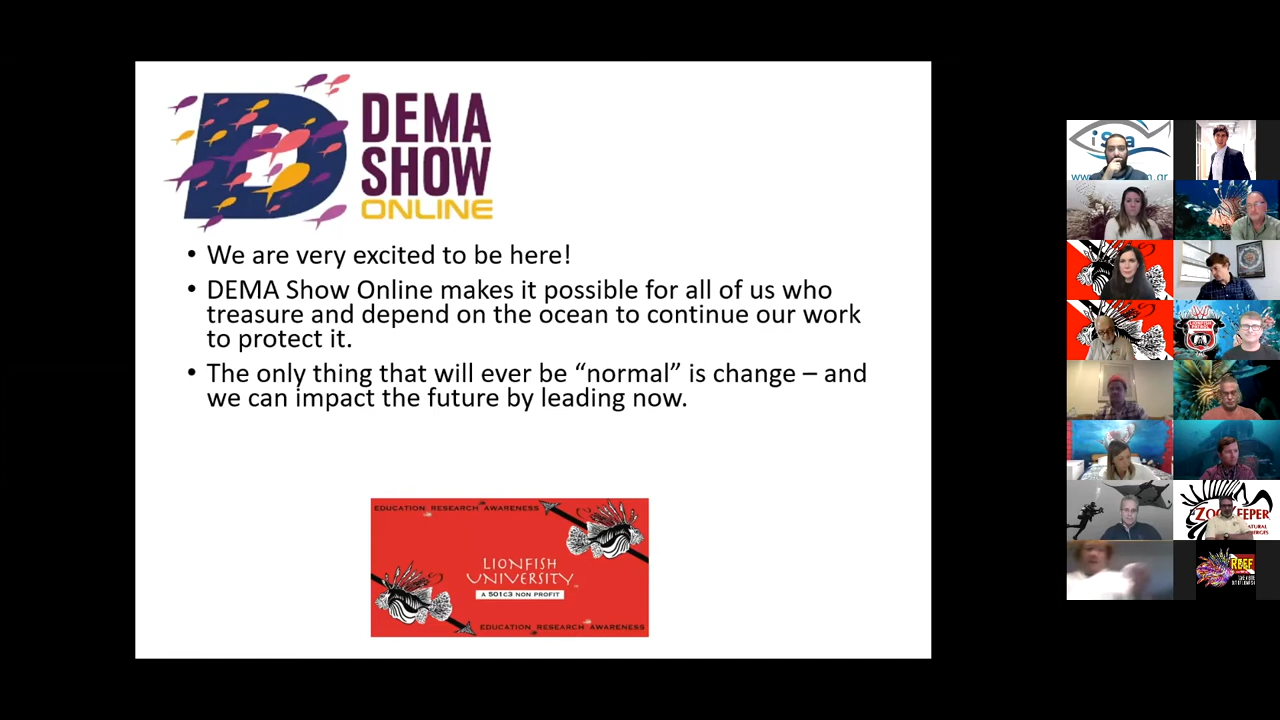 DEMA
SHOW
ONLINE
• We are very excited to be here!
• DEMA Show Online makes it possible for all of us who
treasure and depend on the ocean to continue our work
to protect it.
• The only thing that will ever be “normal” is change – and
we can impact the future by leading now.
EDUCATION RESEARCH AWARENESS
LIONFISH
UNIVERSITY
A 501C3 NON PROFIT
EDUCATION RESEARCH AWARENESS